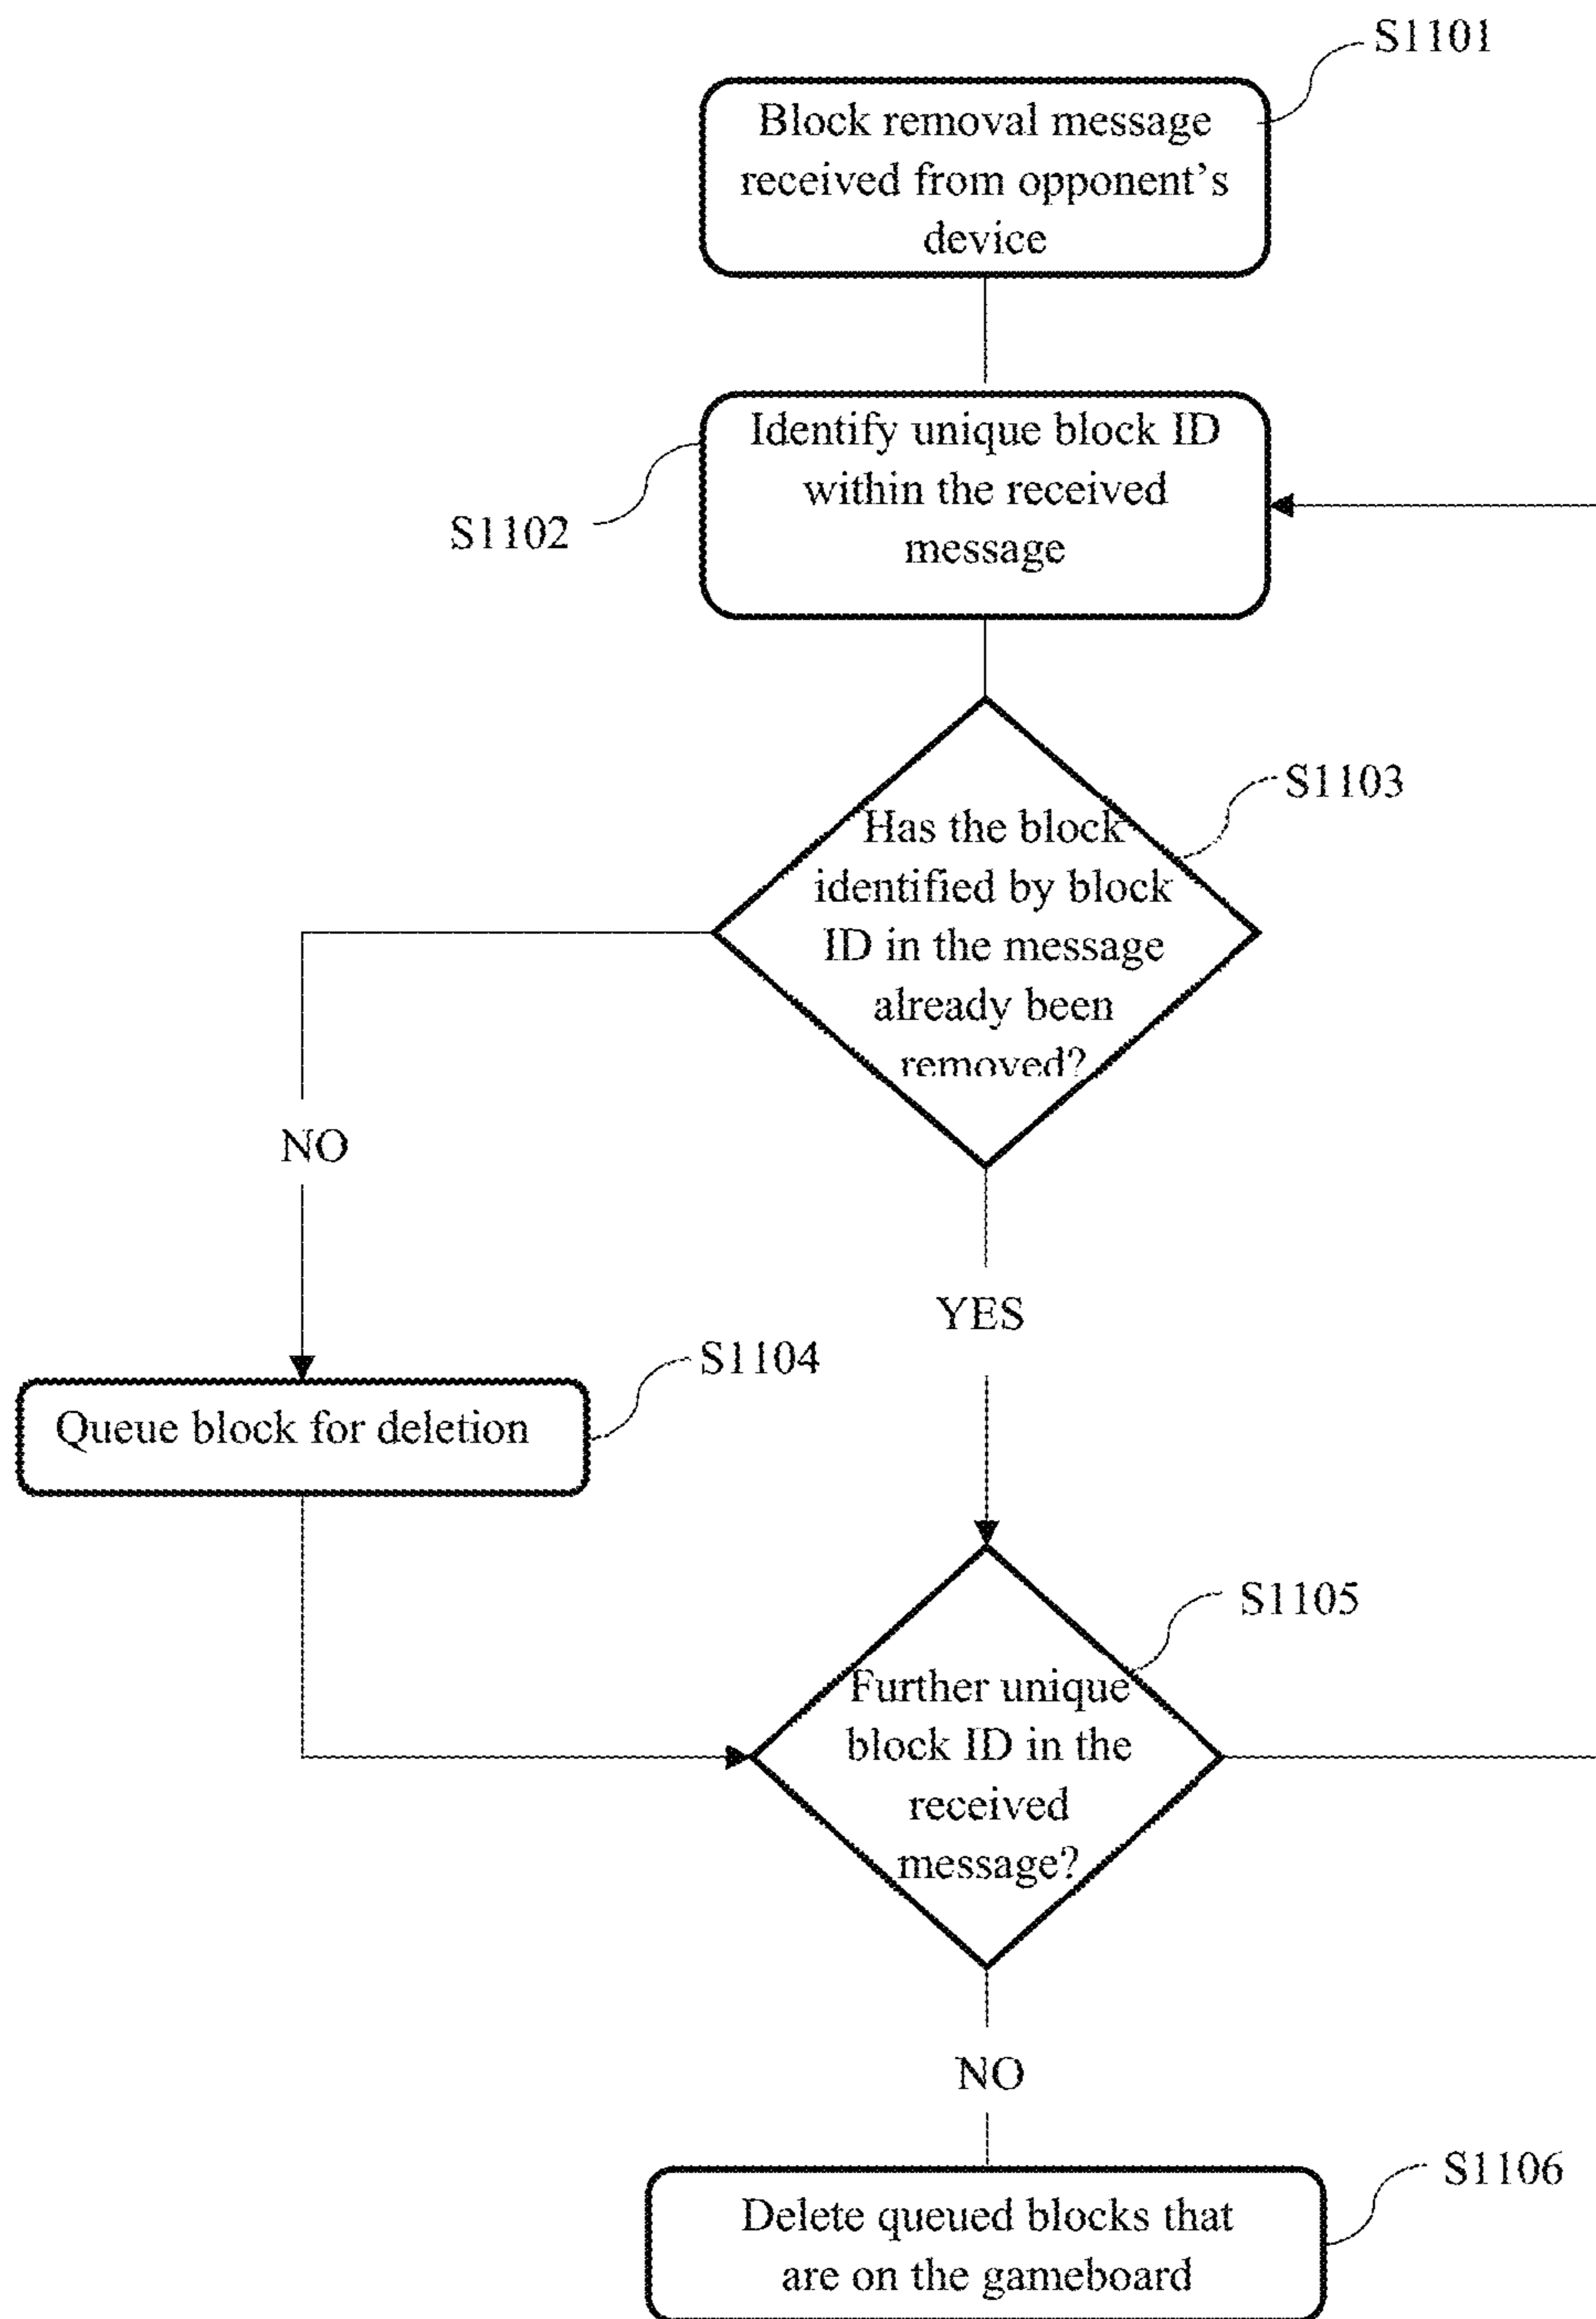 S1101
Block removal message
received from opponent’s
device
Identify unique block ID
within the received
message
S1102
S1103
Has the block
identified by block
ID in the message
already been
removed?
NO
YES
S1104
Queue block for deletion
S1105
Further unique
block ID in the
received
message?
NO
S1106
Delete queued blocks that
are on the gameboard